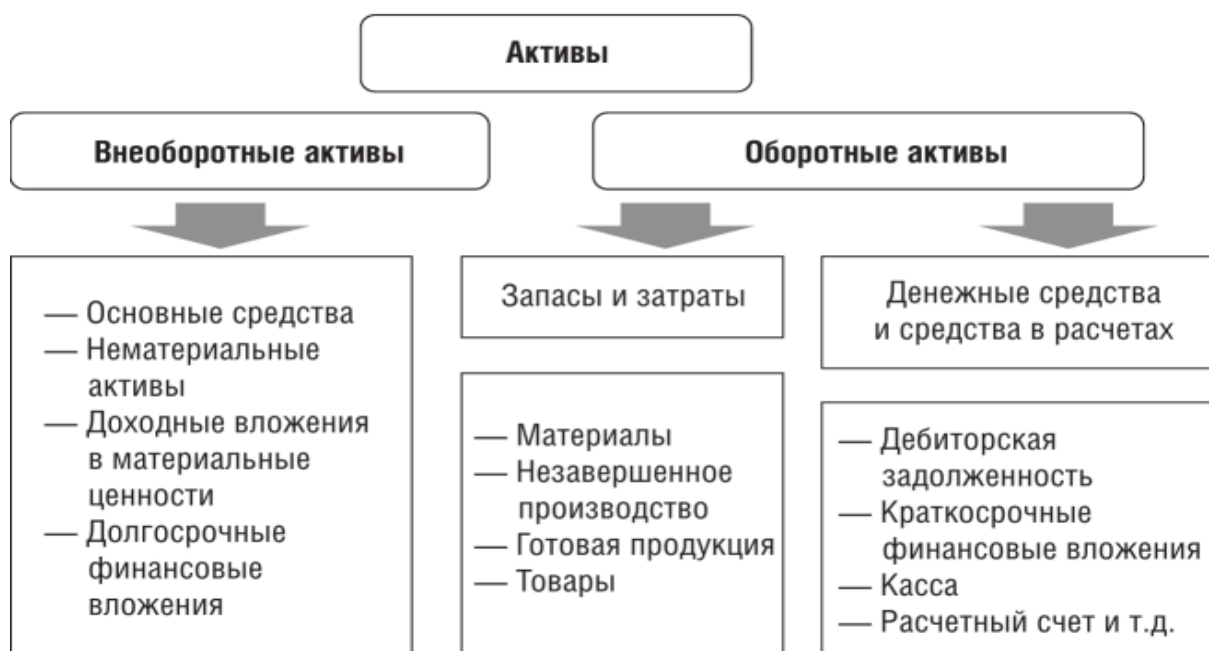 Активы
Внеоборотные активы
Оборотные активы
— Основные средства
— Нематериальные
активы
— Доходные вложения
в материальные
ценности
— Долгосрочные
финансовые
вложения
Запасы и затраты
— Материалы
— Незавершенное
производство
— Готовая продукция
— Товары
Денежные средства
и средства в расчетах
— Дебиторская
задолженность
— Краткосрочные
финансовые вложения
— Касса
— Расчетный счет и т.д.